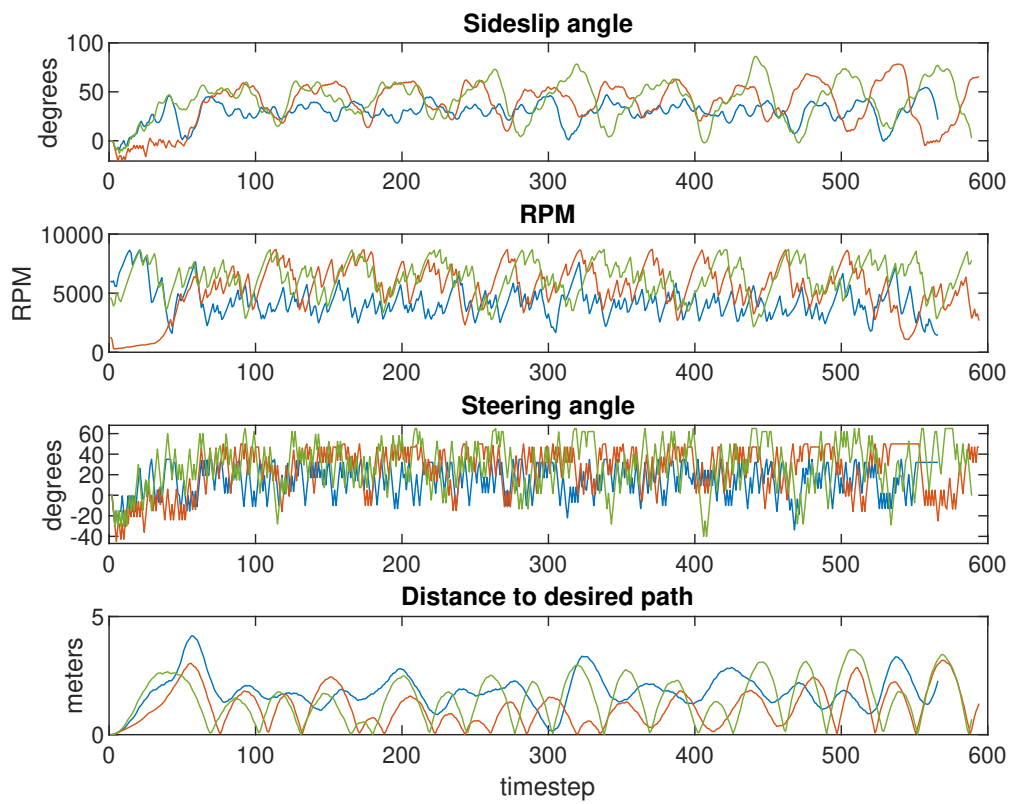 Sideslip angle
100
50
0
degrees
0 100 200 300 400 500 600
RPM
10000
5000
0
RPM
0 100 200 300 400 500 600
Steering angle
60
40
20
0
-20
-40
degrees
0 100 200 300 400 500 600
Distance to desired path
5
0
meters
0 100 200 300 400 500 600
timestep